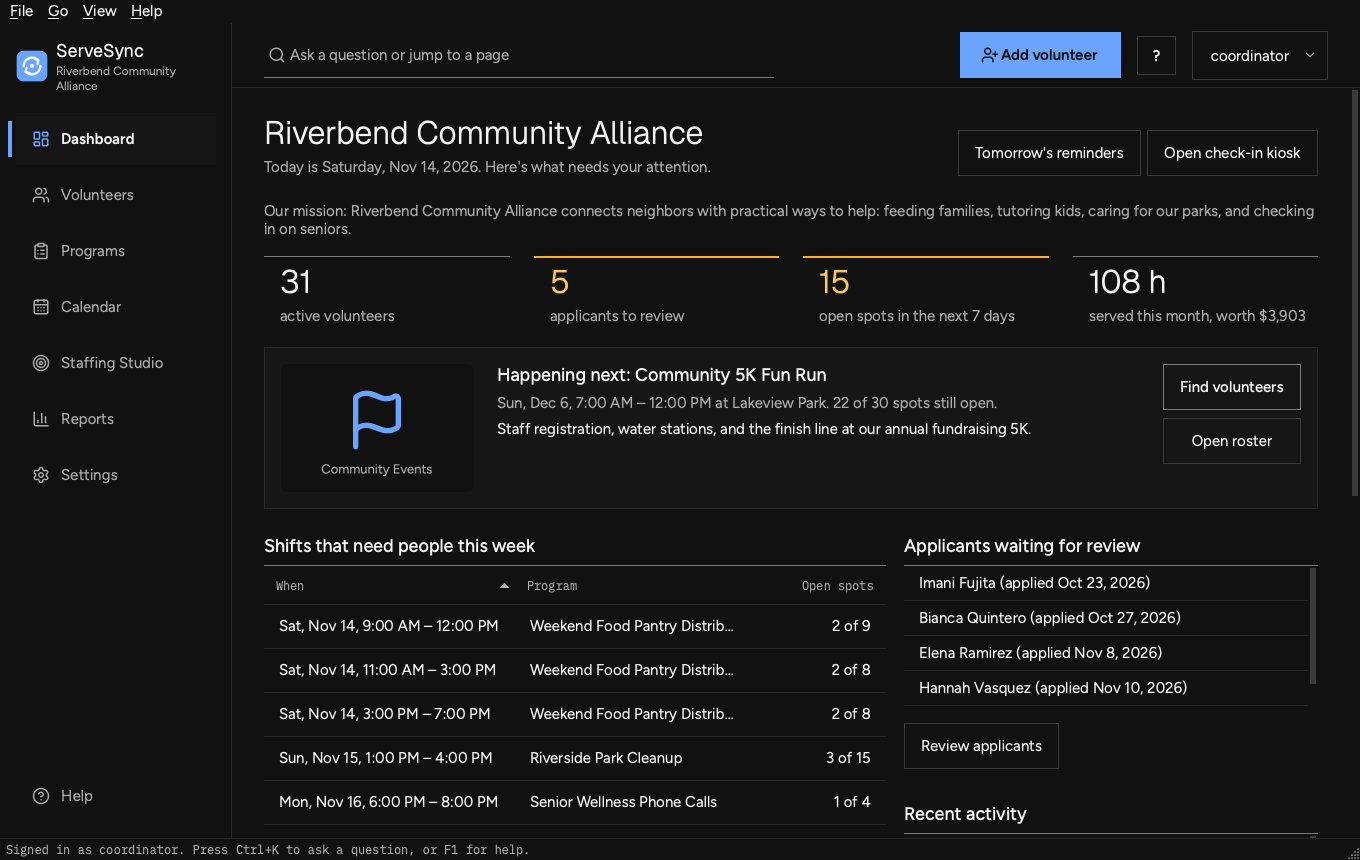 File Go View Help
ServeSync
Riverbend Community
Alliance
Ask a question or jump to a page
Add volunteer
?
coordinator
Dashboard
Volunteers
Programs
Calendar
Staffing Studio
Reports
Settings
Help
Riverbend Community Alliance
Today is Saturday, Nov 14, 2026. Here's what needs your attention.
Tomorrow's reminders
Open check-in kiosk
Our mission: Riverbend Community Alliance connects neighbors with practical ways to help: feeding families, tutoring kids, caring for our parks, and checking
in on seniors.
31
active volunteers
5
applicants to review
15
open spots in the next 7 days
108 h
served this month, worth $3,903
Community Events
Happening next: Community 5K Fun Run
Sun, Dec 6, 7:00 AM – 12:00 PM at Lakeview Park. 22 of 30 spots still open.
Staff registration, water stations, and the finish line at our annual fundraising 5K.
Find volunteers
Open roster
Shifts that need people this week
When Program Open spots
Sat, Nov 14, 9:00 AM – 12:00 PM Weekend Food Pantry Distrib... 2 of 9
Sat, Nov 14, 11:00 AM – 3:00 PM Weekend Food Pantry Distrib... 2 of 8
Sat, Nov 14, 3:00 PM – 7:00 PM Weekend Food Pantry Distrib... 2 of 8
Sun, Nov 15, 1:00 PM – 4:00 PM Riverside Park Cleanup 3 of 15
Mon, Nov 16, 6:00 PM – 8:00 PM Senior Wellness Phone Calls 1 of 4
Applicants waiting for review
Imani Fujita (applied Oct 23, 2026)
Bianca Quintero (applied Oct 27, 2026)
Elena Ramirez (applied Nov 8, 2026)
Hannah Vasquez (applied Nov 10, 2026)
Review applicants
Recent activity
Signed in as coordinator. Press Ctrl+K to ask a question, or F1 for help.